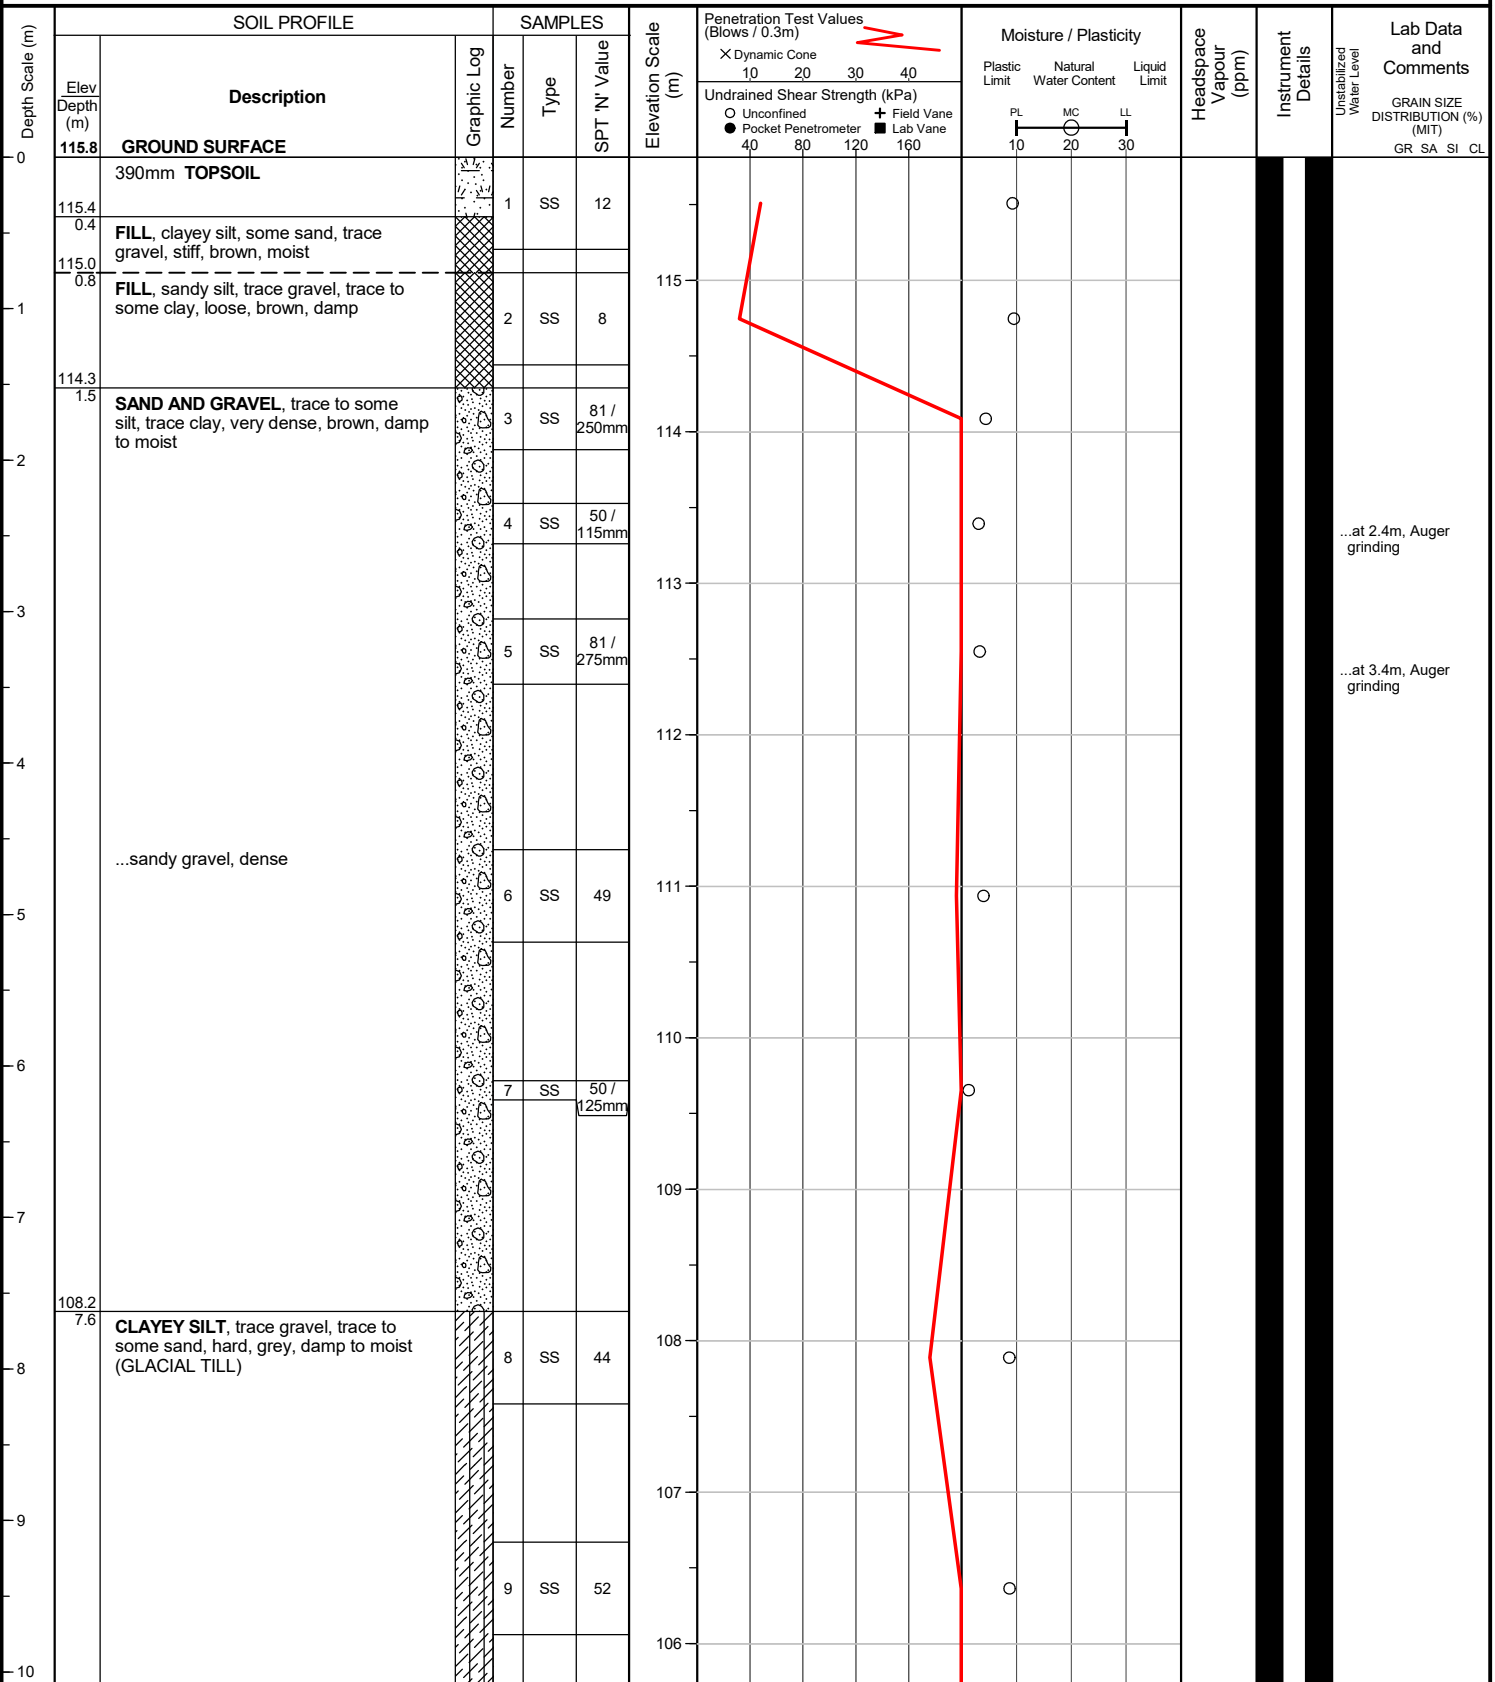 SOIL PROFILE
SAMPLES
Depth Scale (m)
Elev
Depth
(m)
115.8
Description
GROUND SURFACE
Graphic Log
Number
Type
SPT 'N' Value
Elevation Scale
(m)
Penetration Test Values
(Blows / 0.3m)
× Dynamic Cone
10 20 30 40
Undrained Shear Strength (kPa)
Unconfined
Field Vane
Pocket Penetrometer
Lab Vane
40 80 120 160
Moisture / Plasticity
Plastic
Limit
Natural
Water Content
Liquid
Limit
PL MC LL
10 20 30
Headspace
Vapour
(ppm)
Instrument
Details
Unstabilized
Water Level
Lab Data
and
Comments
GRAIN SIZE
DISTRIBUTION (%)
(MIT)
GR SA SI CL
0
390mm TOPSOIL
1 SS 12
115.4
0.4
FILL, clayey silt, some sand, trace
gravel, stiff, brown, moist
115.0
0.8
115
FILL, sandy silt, trace gravel, trace to
some clay, loose, brown, damp
1
2 SS 8
114.3
1.5
SAND AND GRAVEL, trace to some
silt, trace clay, very dense, brown, damp
to moist
3 SS 81 /
250mm
114
2
4 SS 50 /
115mm
...at 2.4m, Auger
grinding
113
3
5 SS 81 /
275mm
...at 3.4m, Auger
grinding
112
4
...sandy gravel, dense
111
6 SS 49
5
110
6
7 SS 50 /
125mm
109
7
108.2
7.6
CLAYEY SILT, trace gravel, trace to
some sand, hard, grey, damp to moist
(GLACIAL TILL)
108
8 SS 44
8
107
9
9 SS 52
106
10